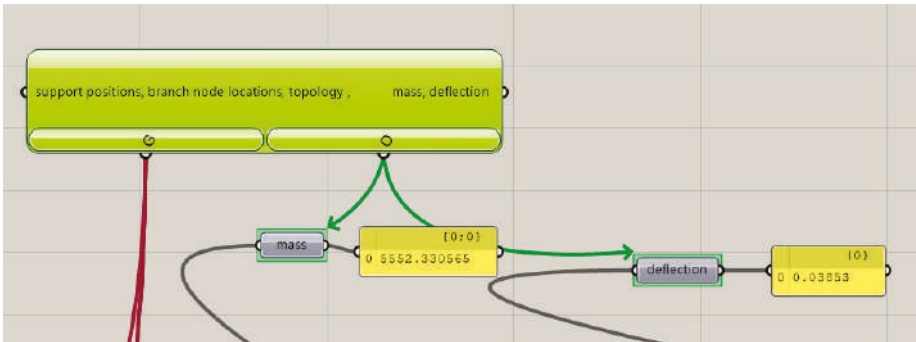 support positions, branch node locations, topology , mass, deflection
G O
mass
{0;0}
0 5552.330565
deflection
{0}
0 0.03853